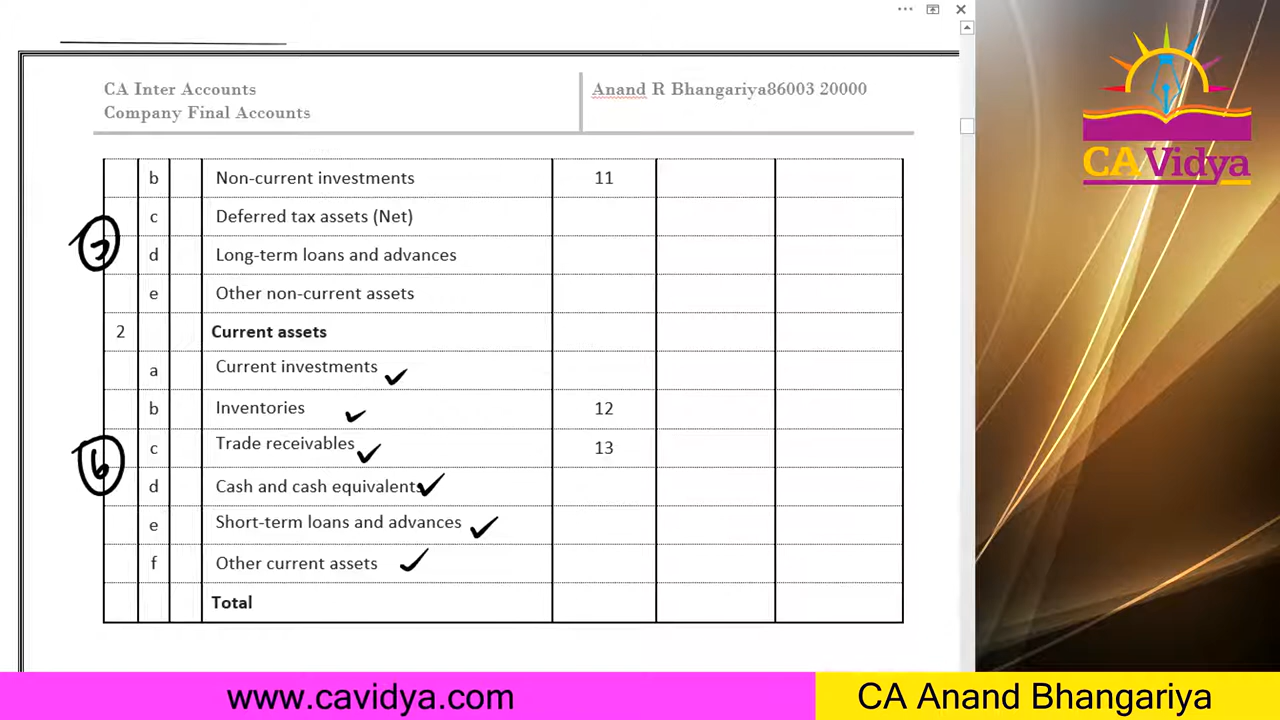 CA Inter Accounts
Company Final Accounts
Anand R Bhangariya86003 20000
b Non-current investments 11
c Deferred tax assets (Net)
d Long-term loans and advances
e Other non-current assets
2 Current assets
a Current investments
b Inventories 12
c Trade receivables 13
d Cash and cash equivalents
e Short-term loans and advances
f Other current assets
Total
6
CA Vidya
www.cavidya.com
CA Anand Bhangariya